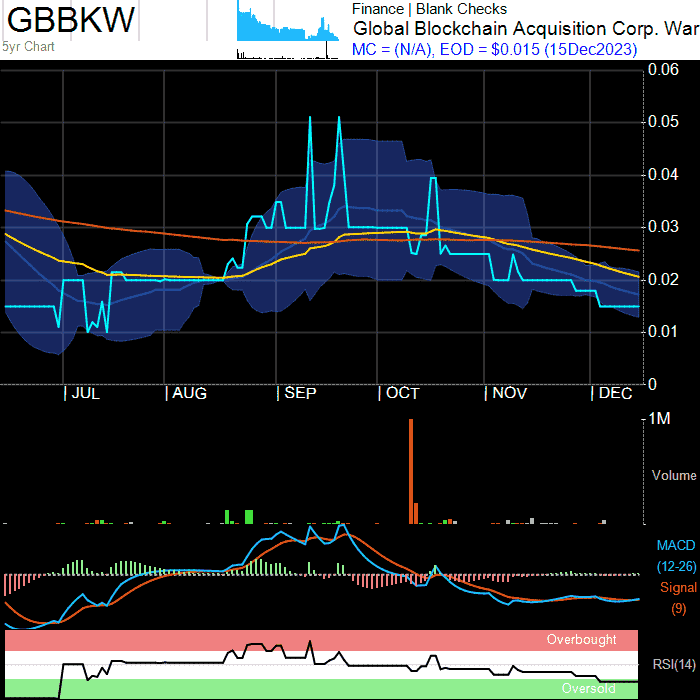 GBBKW
5yr Chart
Finance | Blank Checks
Global Blockchain Acquisition Corp. War
MC = (N/A), EOD = $0.015 (15Dec2023)
0.06
0.05
0.04
0.03
0.02
0.01
0
JUL
AUG
SEP
OCT
NOV
DEC
1M
Volume
MACD
(12-26)
Signal
(9)
Overbought
RSI(14)
Oversold